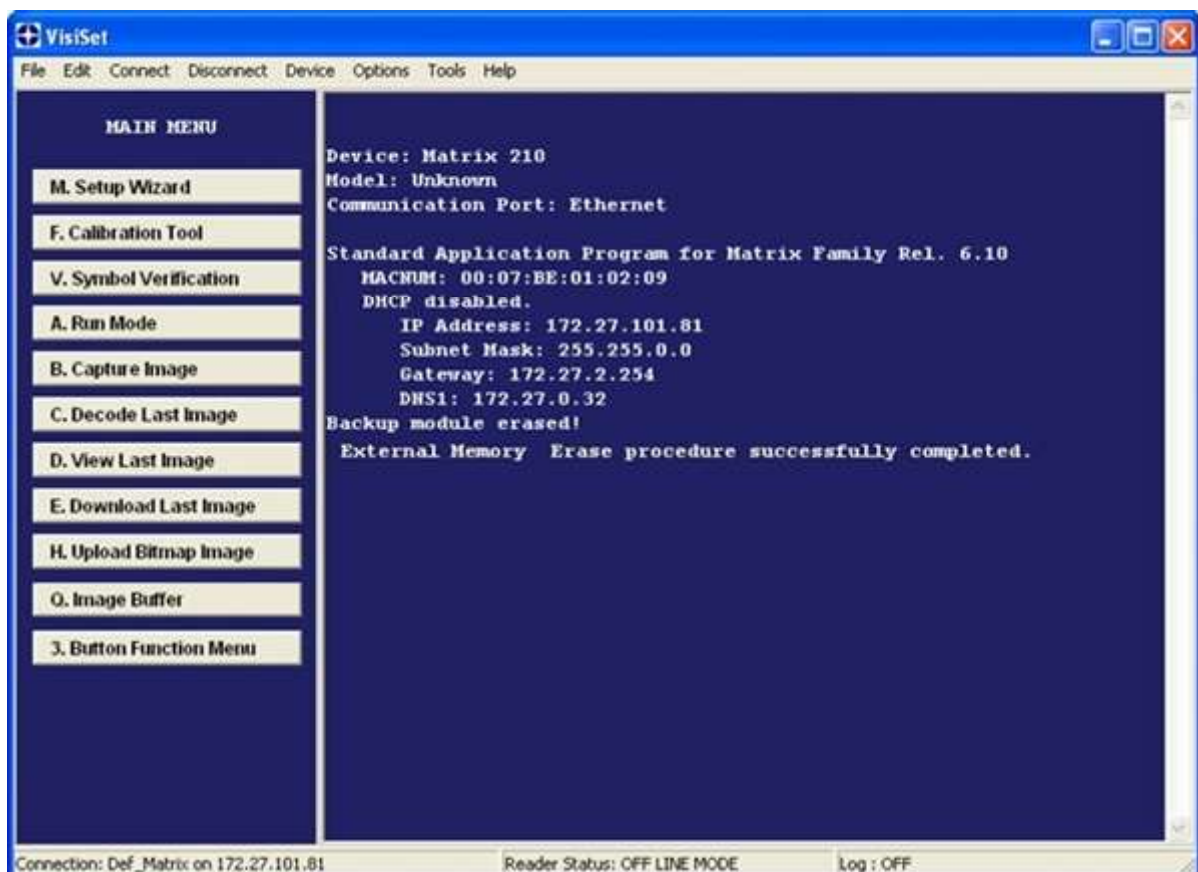 VisiSet
File Edit Connect Disconnect Device Options Tools Help
MAIN MENU
M. Setup Wizard
F. Calibration Tool
V. Symbol Verification
A. Run Mode
B. Capture Image
C. Decode Last Image
D. View Last Image
E. Download Last Image
H. Upload Bitmap Image
Q. Image Buffer
3. Button Function Menu
Device: Matrix 210
Model: Unknown
Communication Port: Ethernet
Standard Application Program for Matrix Family Rel. 6.10
MACNUM: 00:07:BE:01:02:09
DHCP disabled.
IP Address: 172.27.101.81
Subnet Mask: 255.255.0.0
Gateway: 172.27.2.254
DNS1: 172.27.0.32
Backup module erased!
External Memory Erase procedure successfully completed.
Connection: Def_Matrix on 172.27.101.81
Reader Status: OFF LINE MODE
Log : OFF